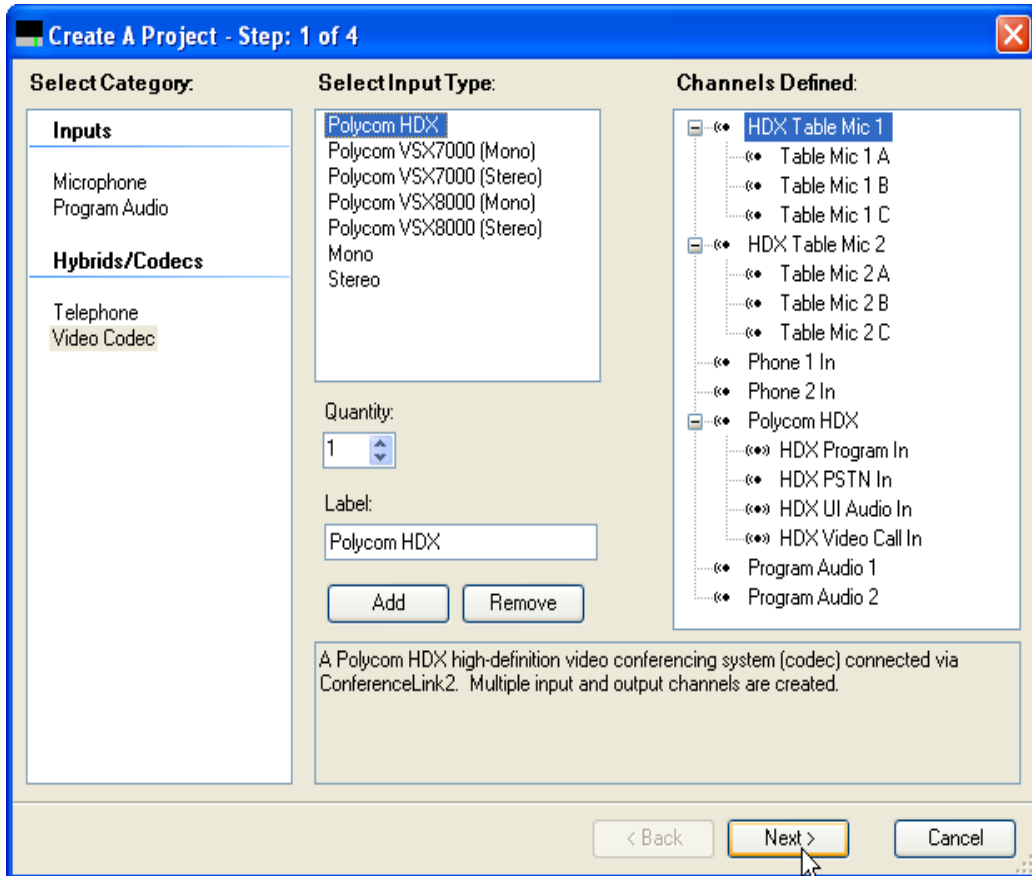 Create A Project - Step: 1 of 4
Select Category:
Inputs
Microphone
Program Audio
Hybrids/Codecs
Telephone
Video Codec
Select Input Type:
Polycom HDX
Polycom VSX7000 (Mono)
Polycom VSX7000 (Stereo)
Polycom VSX8000 (Mono)
Polycom VSX8000 (Stereo)
Mono
Stereo
Quantity:
1
Label:
Polycom HDX
Add
Remove
Channels Defined:
HDX Table Mic 1
Table Mic 1 A
Table Mic 1 B
Table Mic 1 C
HDX Table Mic 2
Table Mic 2 A
Table Mic 2 B
Table Mic 2 C
Phone 1 In
Phone 2 In
Polycom HDX
HDX Program In
HDX PSTN In
HDX UI Audio In
HDX Video Call In
Program Audio 1
Program Audio 2
A Polycom HDX high-definition video conferencing system (codec) connected via
ConferenceLink2.  Multiple input and output channels are created.
< Back
Next >
Cancel